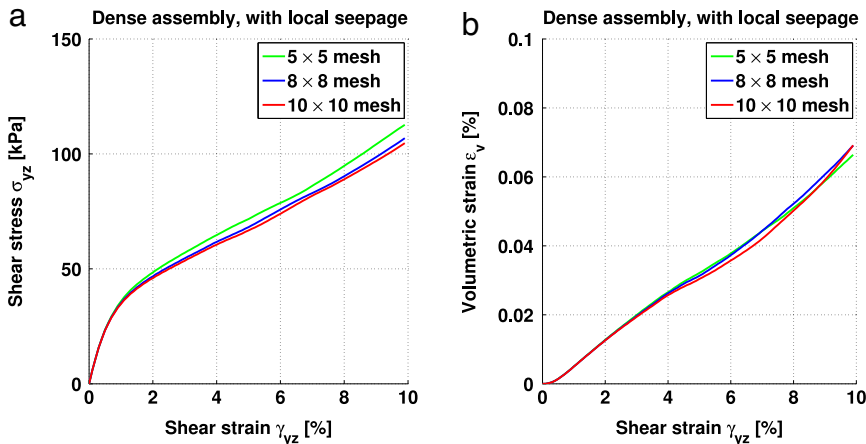 a
Dense assembly, with local seepage
150
100
50
0
Shear stress σyz [kPa]
5 × 5 mesh
8 × 8 mesh
10 × 10 mesh
0 2 4 6 8 10
Shear strain γyz [%]
b
Dense assembly, with local seepage
0.1
0.08
0.06
0.04
0.02
0
Volumetric strain εv [%]
5 × 5 mesh
8 × 8 mesh
10 × 10 mesh
0 2 4 6 8 10
Shear strain γyz [%]